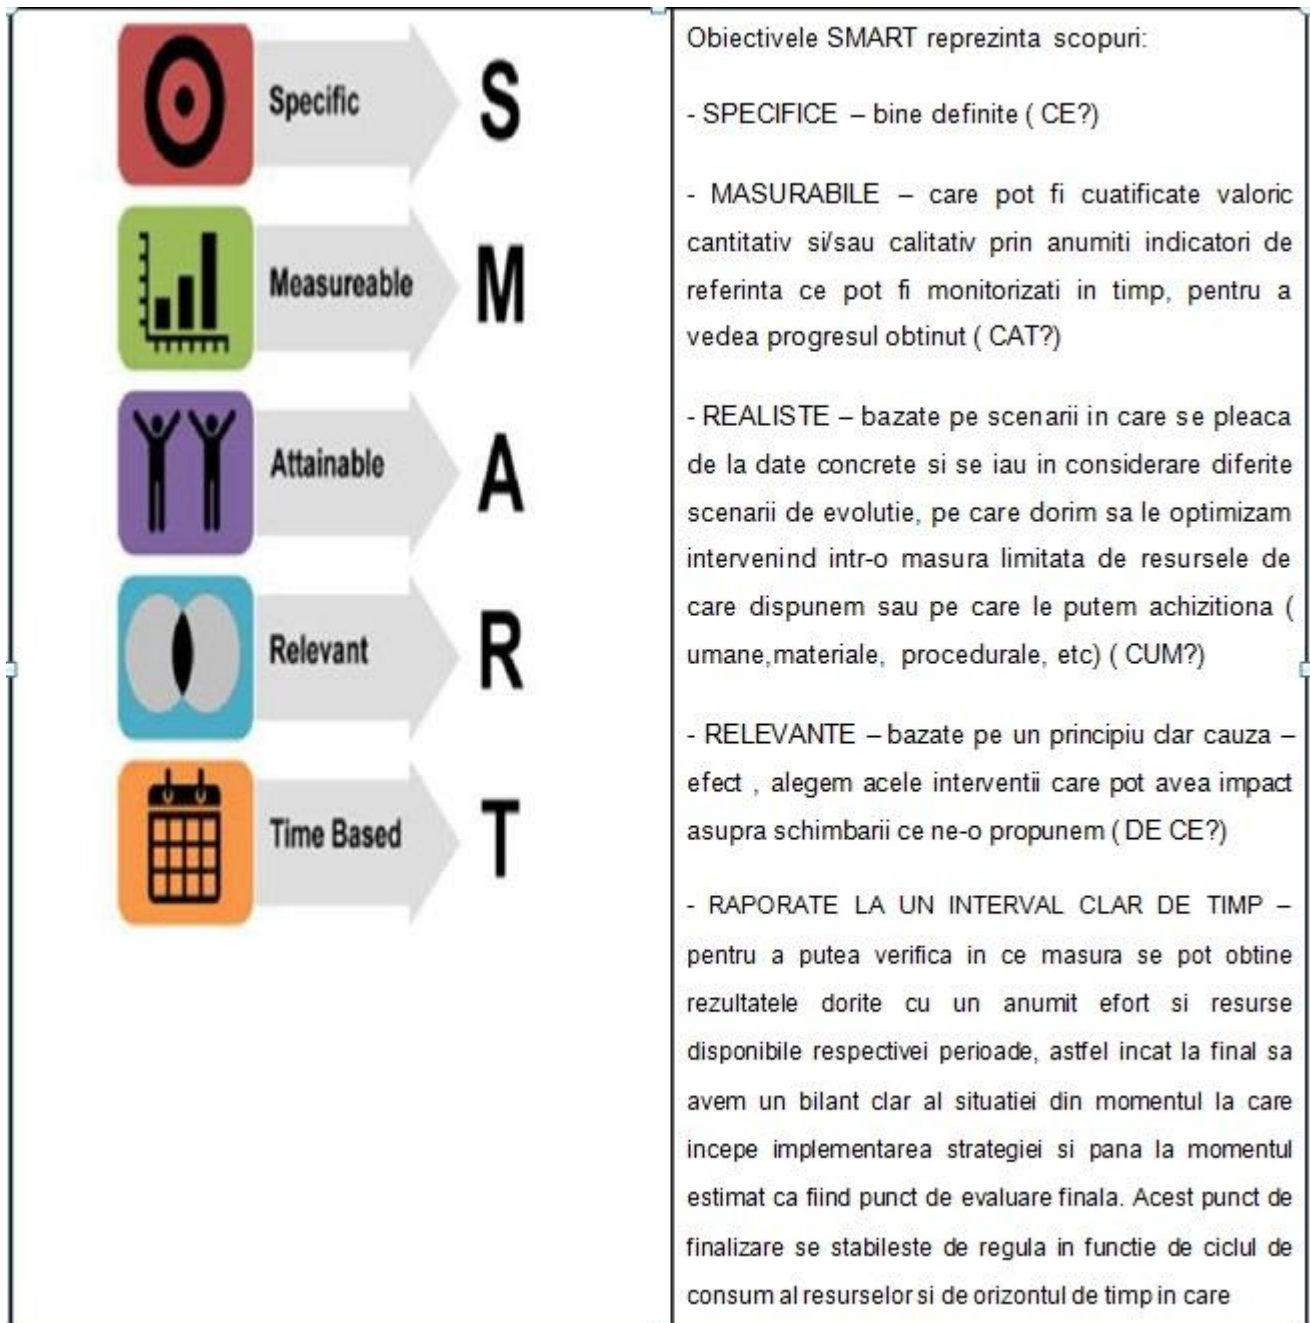 Specific
S
Measureable
M
Attainable
A
Relevant
R
Time Based
T
Obiectivele SMART reprezinta scopuri:
- SPECIFICE – bine definite ( CE?)
- MASURABILE – care pot fi cuatificate valoric
cantitativ si/sau calitativ prin anumiti indicatori de
referinta ce pot fi monitorizati in timp, pentru a
vedea progresul obtinut ( CAT?)
- REALISTE – bazate pe scenarii in care se pleaca
de la date concrete si se iau in considerare diferite
scenarii de evolutie, pe care dorim sa le optimizam
intervenind intr-o masura limitata de resursele de
care dispunem sau pe care le putem achizitiona (
umane,materiale, procedurale, etc) ( CUM?)
- RELEVANTE – bazate pe un principiu clar cauza –
efect , alegem acele interventii care pot avea impact
asupra schimbarii ce ne-o propunem ( DE CE?)
- RAPORATE LA UN INTERVAL CLAR DE TIMP –
pentru a putea verifica in ce masura se pot obtine
rezultatele dorite cu un anumit efort si resurse
disponibile respectivei perioade, astfel incat la final sa
avem un bilant clar al situatiei din momentul la care
incepe implementarea strategiei si pana la momentul
estimat ca fiind punct de evaluare finala. Acest punct de
finalizare se stabileste de regula in functie de ciclul de
consum al resurselor si de orizontul de timp in care